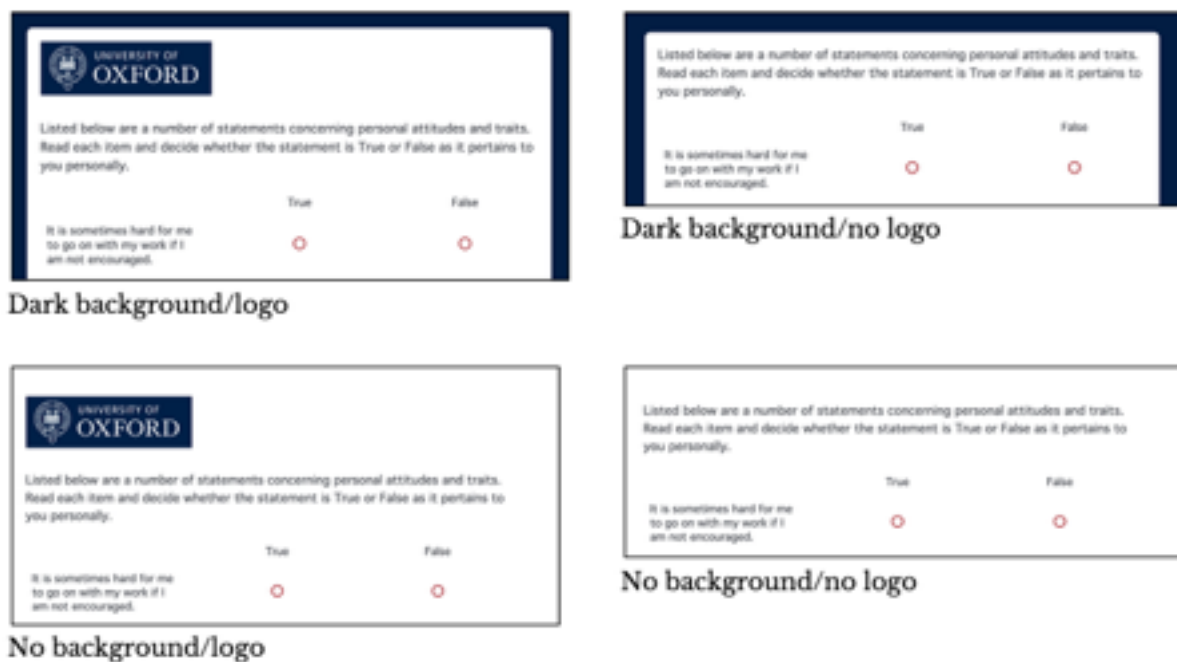 UNIVERSITY OF
OXFORD
Listed below are a number of statements concerning personal attitudes and traits.
Read each item and decide whether the statement is True or False as it pertains to
you personally.
True False
It is sometimes hard for me
to go on with my work if I
am not encouraged.
Dark background/logo
Listed below are a number of statements concerning personal attitudes and traits.
Read each item and decide whether the statement is True or False as it pertains to
you personally.
True False
It is sometimes hard for me
to go on with my work if I
am not encouraged.
Dark background/no logo
UNIVERSITY OF
OXFORD
Listed below are a number of statements concerning personal attitudes and traits.
Read each item and decide whether the statement is True or False as it pertains to
you personally.
True False
It is sometimes hard for me
to go on with my work if I
am not encouraged.
No background/logo
Listed below are a number of statements concerning personal attitudes and traits.
Read each item and decide whether the statement is True or False as it pertains to
you personally.
True False
It is sometimes hard for me
to go on with my work if I
am not encouraged.
No background/no logo